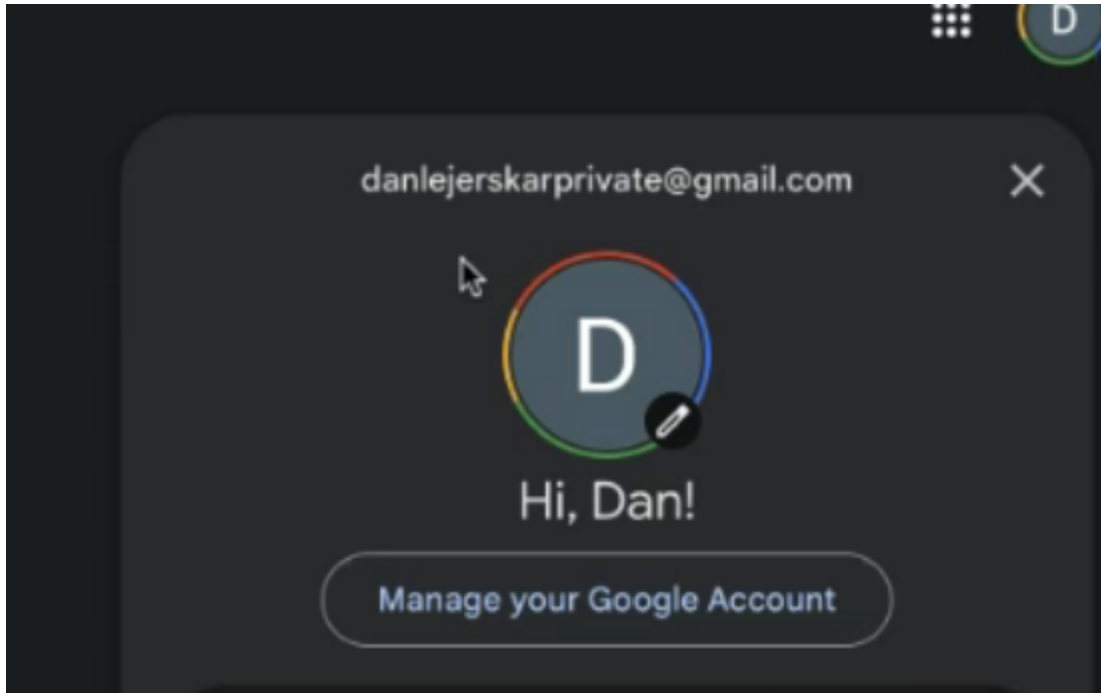 D
danlejerskarprivate@gmail.com
D
Hi, Dan!
Manage your Google Account